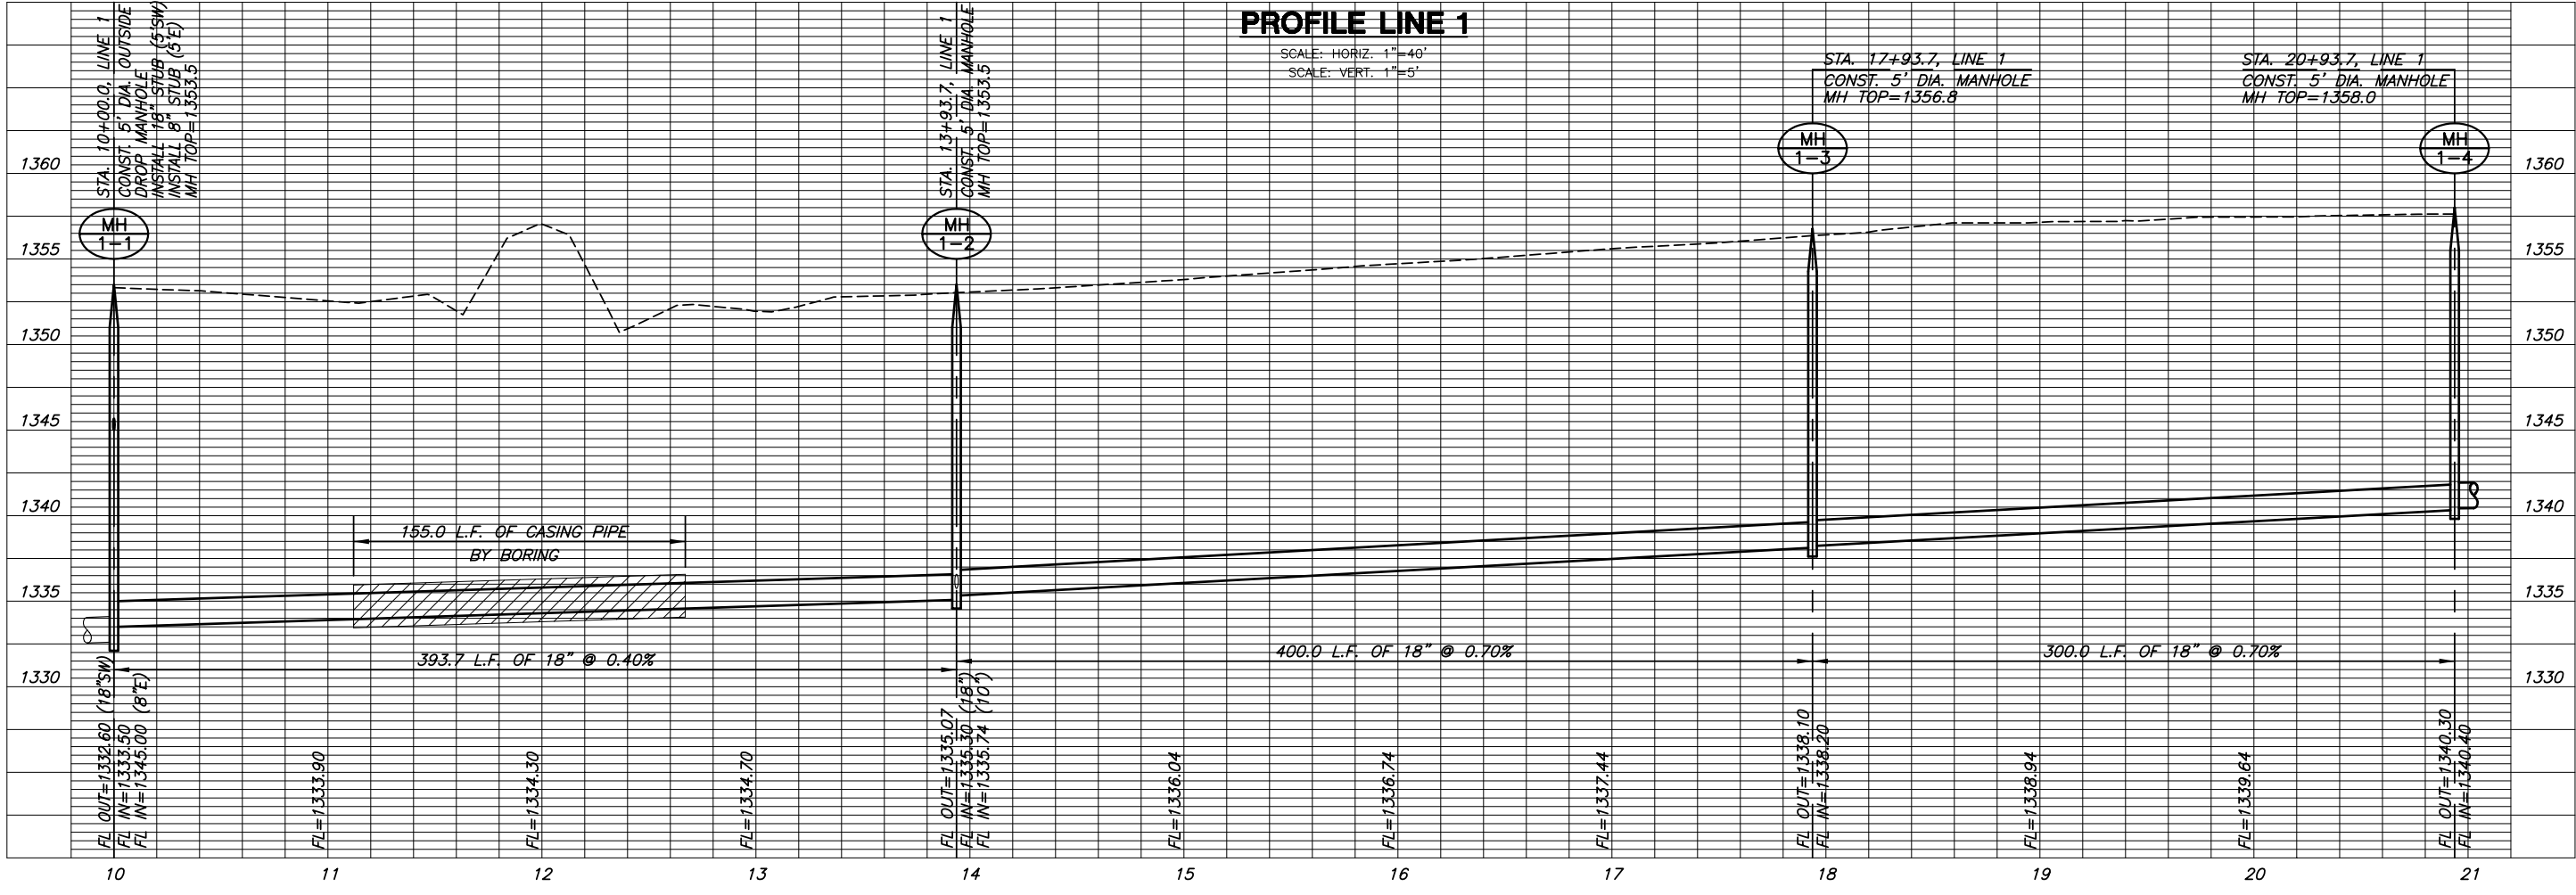 PROFILE LINE 1
SCALE: HORIZ. 1"=40'
SCALE: VERT. 1"=5'
STA. 10+00.0, LINE 1
CONST. 5' DIA. OUTSIDE
DROP MANHOLE
INSTALL 18" STUB (5'SW)
INSTALL 8" STUB (5'E)
MH TOP=1353.5
MH
1-1
STA. 13+93.7, LINE 1
CONST. 5' DIA. MANHOLE
MH TOP=1353.5
MH
1-2
STA. 17+93.7, LINE 1
CONST. 5' DIA. MANHOLE
MH TOP=1356.8
MH
1-3
STA. 20+93.7, LINE 1
CONST. 5' DIA. MANHOLE
MH TOP=1358.0
MH
1-4
1360
1355
1350
1345
1340
1335
1330
1360
1355
1350
1345
1340
1335
1330
155.0 L.F. OF CASING PIPE
BY BORING
393.7 L.F. OF 18" @ 0.40%
400.0 L.F. OF 18" @ 0.70%
300.0 L.F. OF 18" @ 0.70%
FL OUT=1332.60 (18"SW)
FL IN=1333.50
FL IN=1345.00 (8"E)
FL=1333.90
FL=1334.30
FL=1334.70
FL OUT=1335.07
FL IN=1335.30 (18")
FL IN=1335.74 (10")
FL=1336.04
FL=1336.74
FL=1337.44
FL OUT=1338.10
FL IN=1338.20
FL=1338.94
FL=1339.64
FL OUT=1340.30
FL IN=1340.40
10
11
12
13
14
15
16
17
18
19
20
21